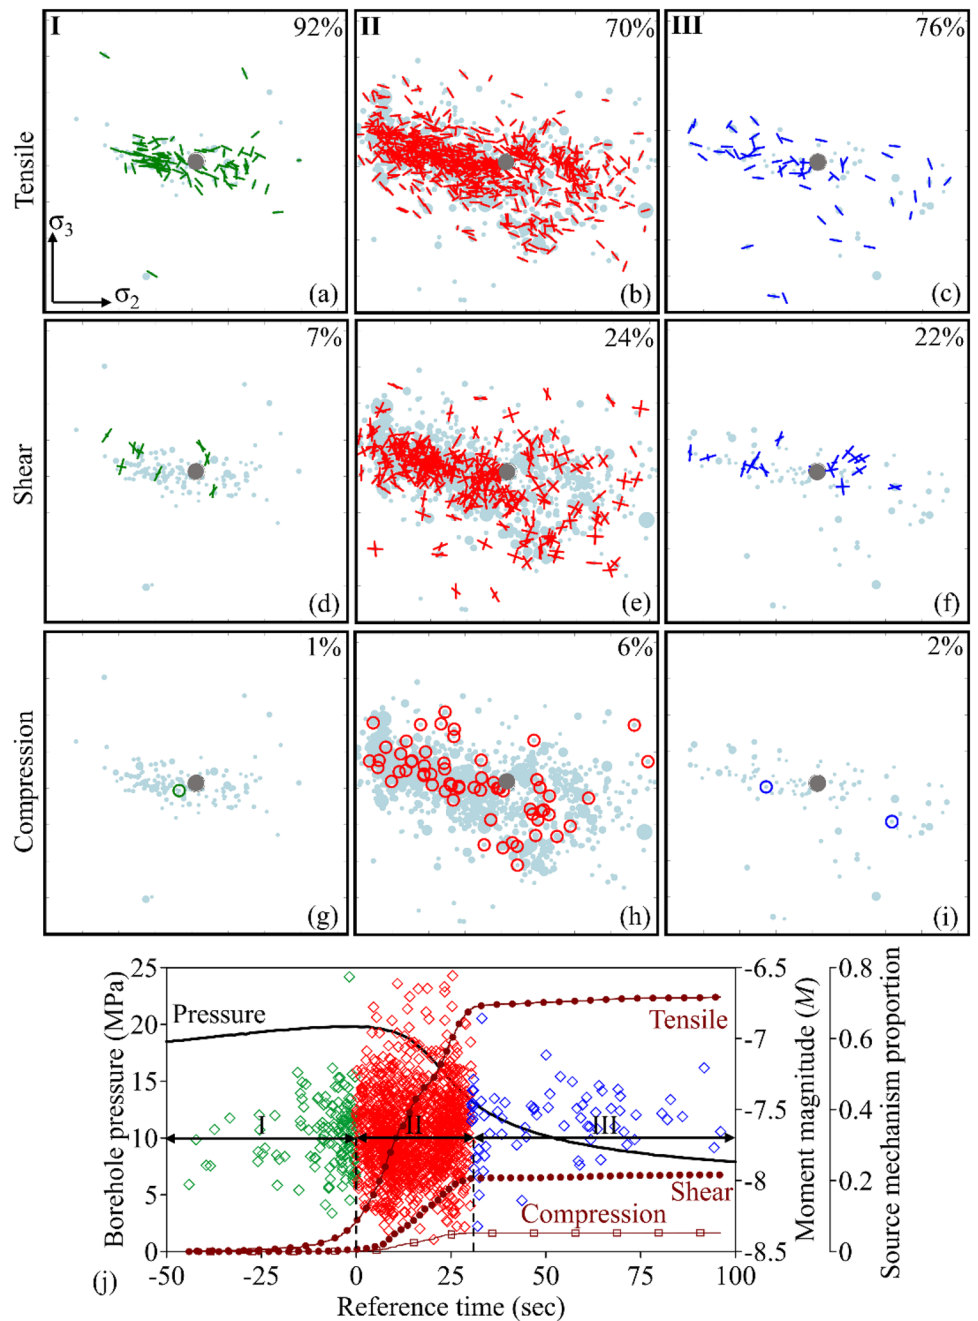 I 92% II 70% III 76%
Tensile
σ3
σ2
(a) (b) (c)
7% 24% 22%
Shear
(d) (e) (f)
1% 6% 2%
Compression
(g) (h) (i)
Borehole pressure (MPa)
25
20
15
10
5
0
Pressure
Tensile
I II III
Shear
Compression
-6.5
-7
-7.5
-8
-8.5
Moment magnitude (M)
0.8
0.6
0.4
0.2
0
Source mechanism proportion
(j)
-50 -25 0 25 50 75 100
Reference time (sec)